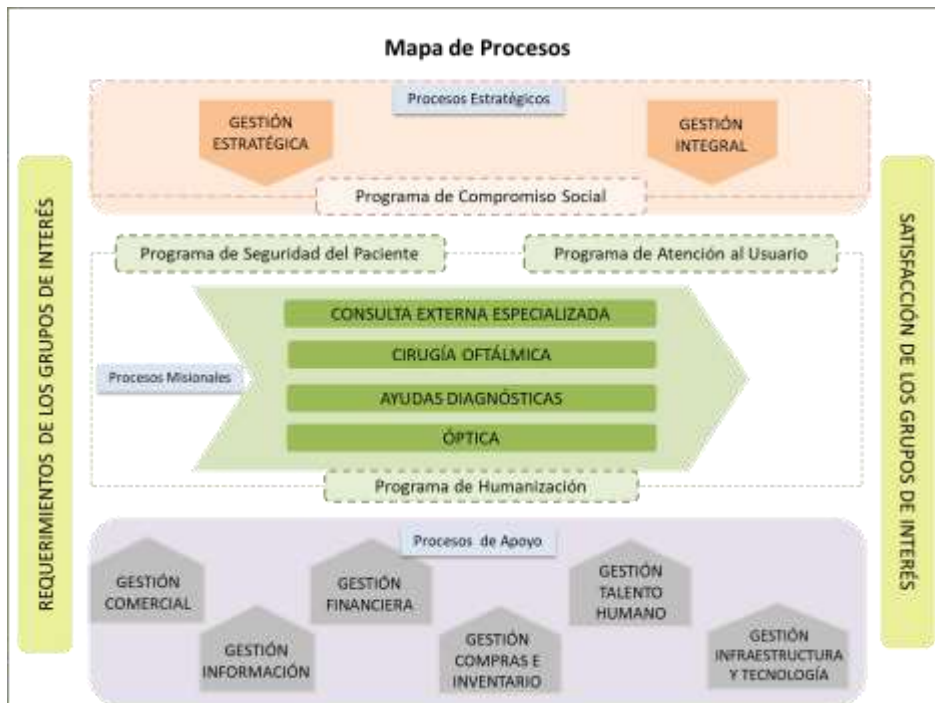 Mapa de Procesos
Procesos Estratégicos
GESTIÓN
ESTRATÉGICA
GESTIÓN
INTEGRAL
Programa de Compromiso Social
REQUERIMIENTOS DE LOS GRUPOS DE INTERÉS
Programa de Seguridad del Paciente
Programa de Atención al Usuario
Procesos Misionales
CONSULTA EXTERNA ESPECIALIZADA
CIRUGÍA OFTÁLMICA
AYUDAS DIAGNÓSTICAS
ÓPTICA
Programa de Humanización
SATISFACCIÓN DE LOS GRUPOS DE INTERÉS
Procesos de Apoyo
GESTIÓN
COMERCIAL
GESTIÓN
INFORMACIÓN
GESTIÓN
FINANCIERA
GESTIÓN
COMPRAS E
INVENTARIO
GESTIÓN
TALENTO
HUMANO
GESTIÓN
INFRAESTRUCTURA
Y TECNOLOGÍA